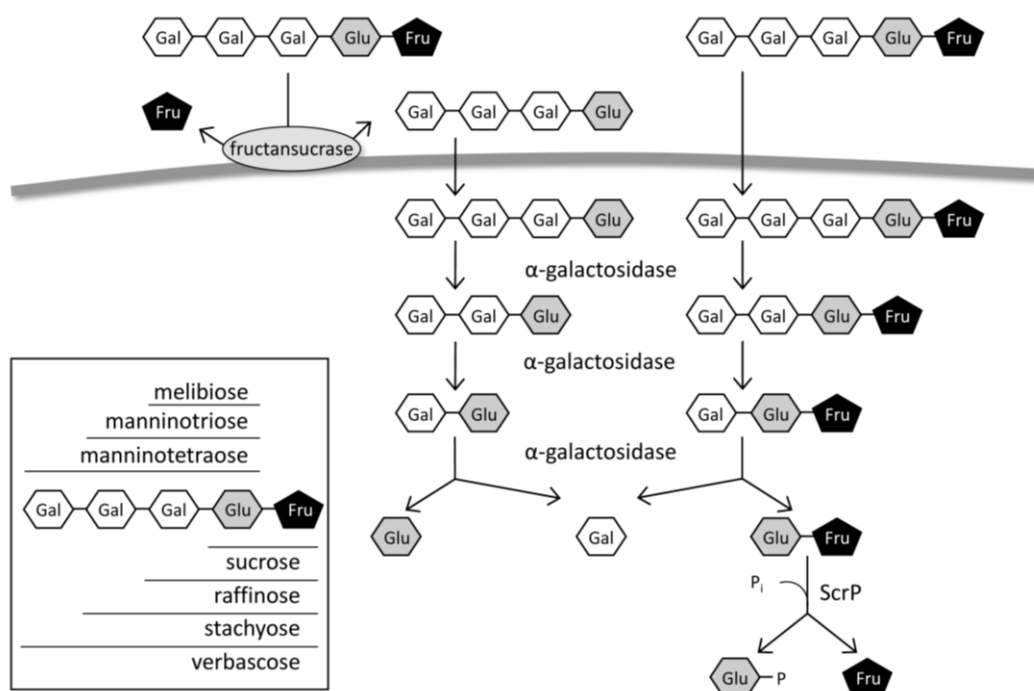 Gal Gal Gal Glu Fru
Gal Gal Gal Glu Fru
Fru
Gal Gal Gal Glu
fructansucrase
Gal Gal Gal Glu
Gal Gal Gal Glu Fru
α-galactosidase
Gal Gal Glu
Gal Gal Glu Fru
α-galactosidase
Gal Glu
Gal Glu Fru
α-galactosidase
Glu
Gal
Glu Fru
Pi
ScrP
Glu P
Fru
melibiose
manninotriose
manninotetraose
Gal Gal Gal Glu Fru
sucrose
raffinose
stachyose
verbascose